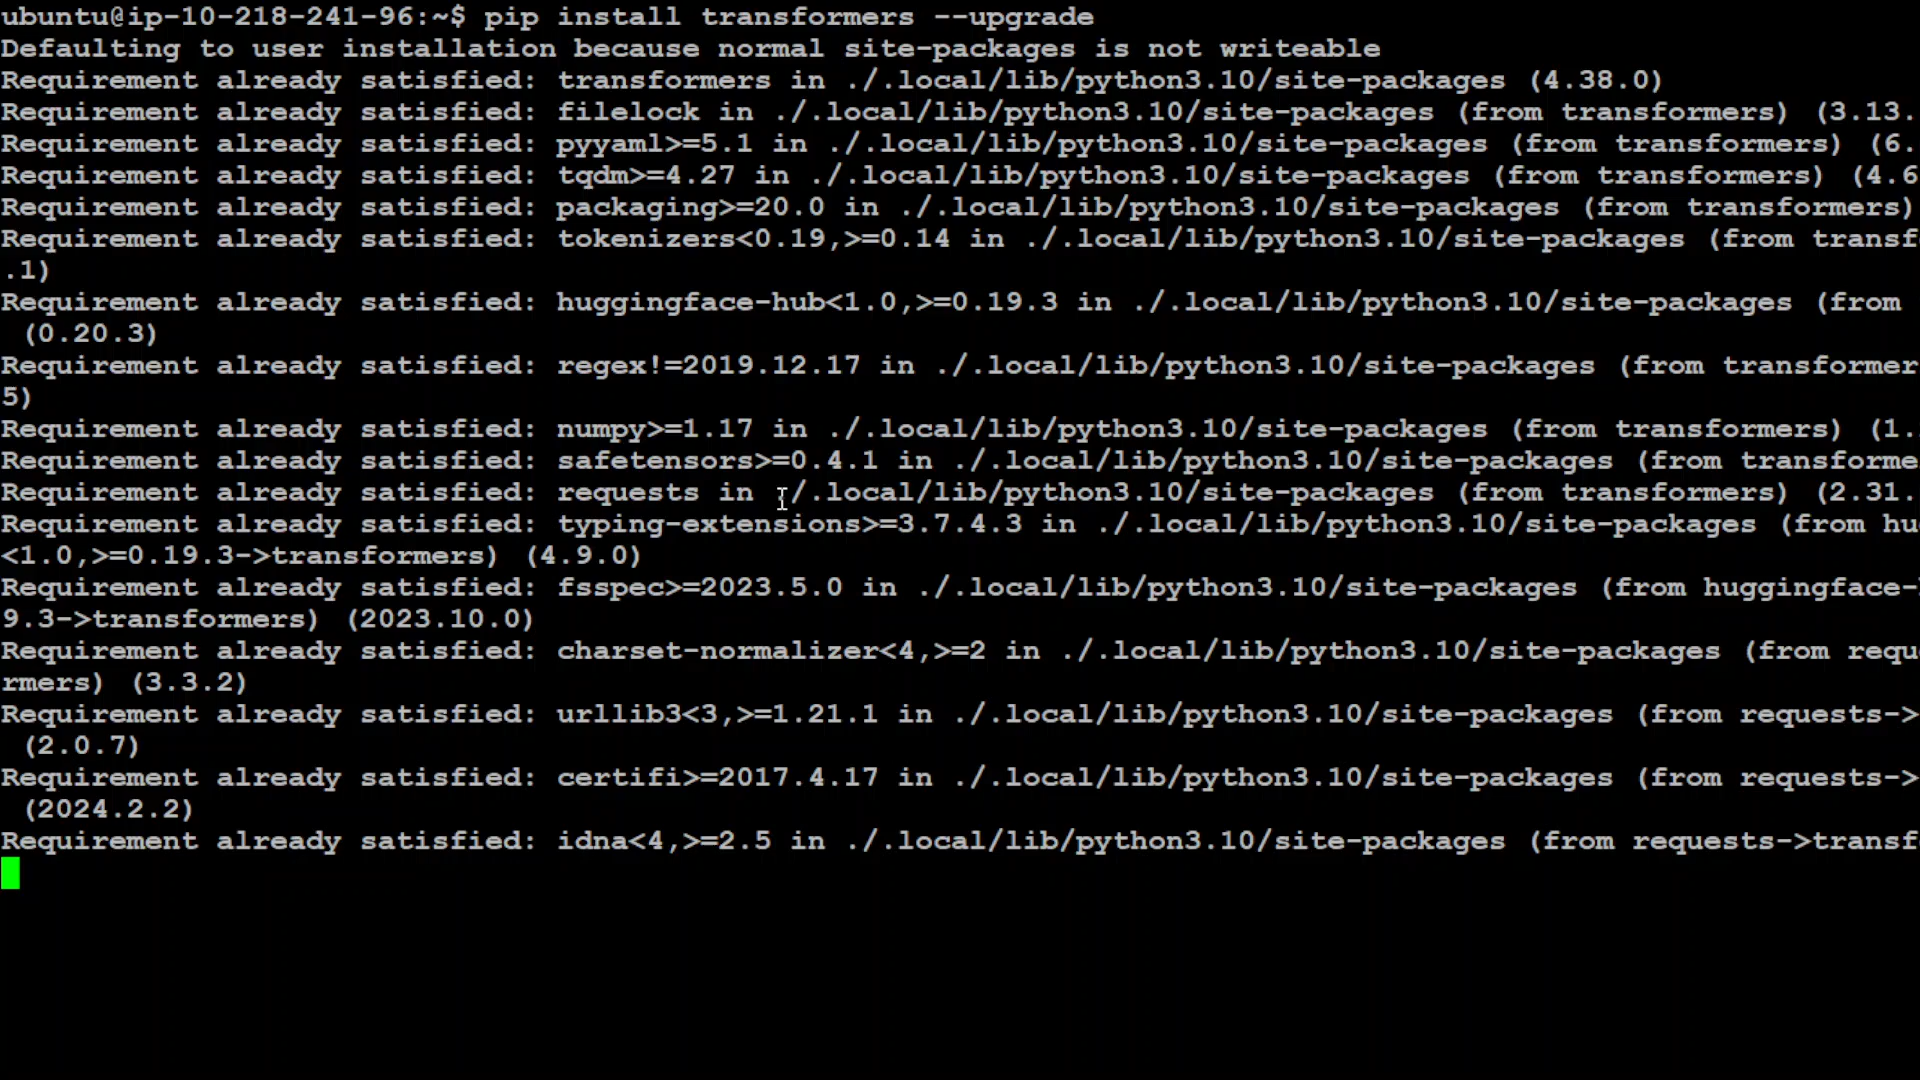 ubuntu@ip-10-218-241-96:~$ pip install transformers --upgrade
Defaulting to user installation because normal site-packages is not writeable
Requirement already satisfied: transformers in ./.local/lib/python3.10/site-packages (4.38.0)
Requirement already satisfied: filelock in ./.local/lib/python3.10/site-packages (from transformers) (3.13.
Requirement already satisfied: pyyaml>=5.1 in ./.local/lib/python3.10/site-packages (from transformers) (6.
Requirement already satisfied: tqdm>=4.27 in ./.local/lib/python3.10/site-packages (from transformers) (4.6
Requirement already satisfied: packaging>=20.0 in ./.local/lib/python3.10/site-packages (from transformers)
Requirement already satisfied: tokenizers<0.19,>=0.14 in ./.local/lib/python3.10/site-packages (from transf
.1)
Requirement already satisfied: huggingface-hub<1.0,>=0.19.3 in ./.local/lib/python3.10/site-packages (from
(0.20.3)
Requirement already satisfied: regex!=2019.12.17 in ./.local/lib/python3.10/site-packages (from transformer
5)
Requirement already satisfied: numpy>=1.17 in ./.local/lib/python3.10/site-packages (from transformers) (1.
Requirement already satisfied: safetensors>=0.4.1 in ./.local/lib/python3.10/site-packages (from transforme
Requirement already satisfied: requests in ./.local/lib/python3.10/site-packages (from transformers) (2.31.
Requirement already satisfied: typing-extensions>=3.7.4.3 in ./.local/lib/python3.10/site-packages (from hu
<1.0,>=0.19.3->transformers) (4.9.0)
Requirement already satisfied: fsspec>=2023.5.0 in ./.local/lib/python3.10/site-packages (from huggingface-
9.3->transformers) (2023.10.0)
Requirement already satisfied: charset-normalizer<4,>=2 in ./.local/lib/python3.10/site-packages (from requ
rmers) (3.3.2)
Requirement already satisfied: urllib3<3,>=1.21.1 in ./.local/lib/python3.10/site-packages (from requests->
(2.0.7)
Requirement already satisfied: certifi>=2017.4.17 in ./.local/lib/python3.10/site-packages (from requests->
(2024.2.2)
Requirement already satisfied: idna<4,>=2.5 in ./.local/lib/python3.10/site-packages (from requests->transf